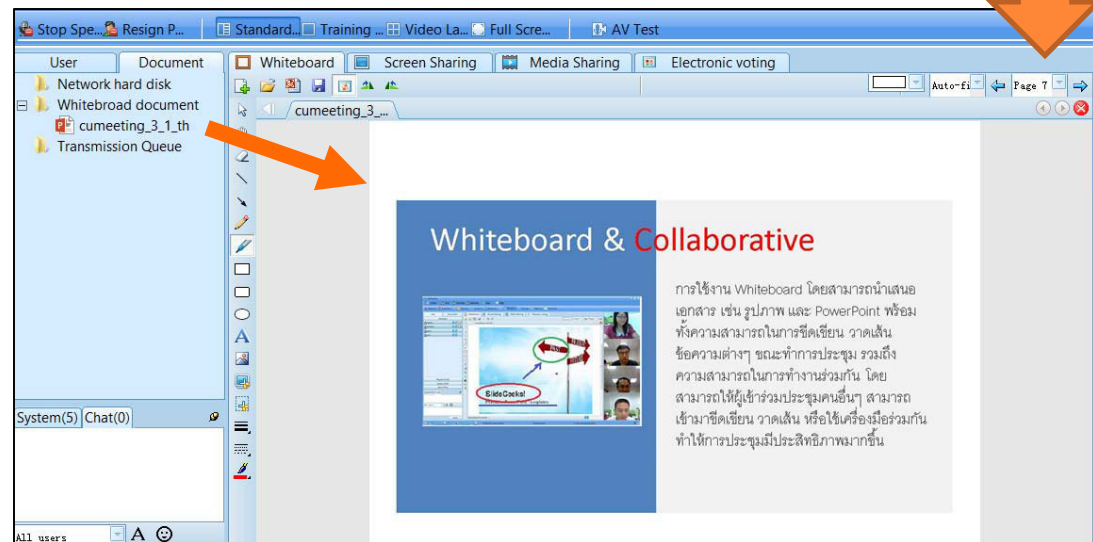 Stop Spe... Resign P... Standard... Training ... Video La... Full Scre... AV Test
User Document Whiteboard Screen Sharing Media Sharing Electronic voting
Network hard disk
Auto-fi Page 7
Whitebroad document
cumeeting_3_...
cumeeting_3_1_th
Transmission Queue
Whiteboard & Collaborative
การใช้งาน Whiteboard โดยสามารถนำเสนอ
เอกสาร เช่น รูปภาพ และ PowerPoint พร้อม
ทั้งความสามารถในการขีดเขียน วาดเส้น
ข้อความต่างๆ ขณะทำการประชุม รวมถึง
ความสามารถในการทำงานร่วมกัน โดย
สามารถให้ผู้เข้าร่วมประชุมคนอื่นๆ สามารถ
เข้ามาขีดเขียน วาดเส้น หรือใช้เครื่องมือร่วมกัน
ทำให้การประชุมมีประสิทธิภาพมากขึ้น
SlideGeeks!
System(5) Chat(0)
All users A